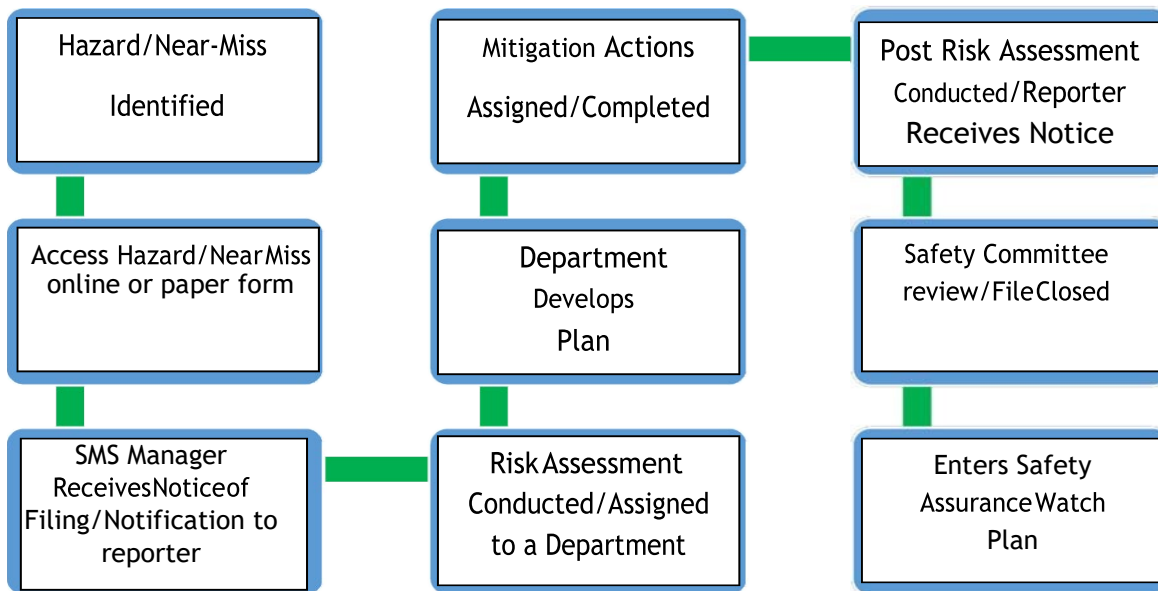 Hazard/Near-Miss
Identified
Access Hazard/NearMiss
online or paper form
SMS Manager
ReceivesNoticeof
Filing/Notification to
reporter
RiskAssessment
Conducted/Assigned
to a Department
Department
Develops
Plan
Mitigation Actions
Assigned/Completed
Post Risk Assessment
Conducted/Reporter
Receives Notice
Safety Committee
review/FileClosed
Enters Safety
AssuranceWatch
Plan